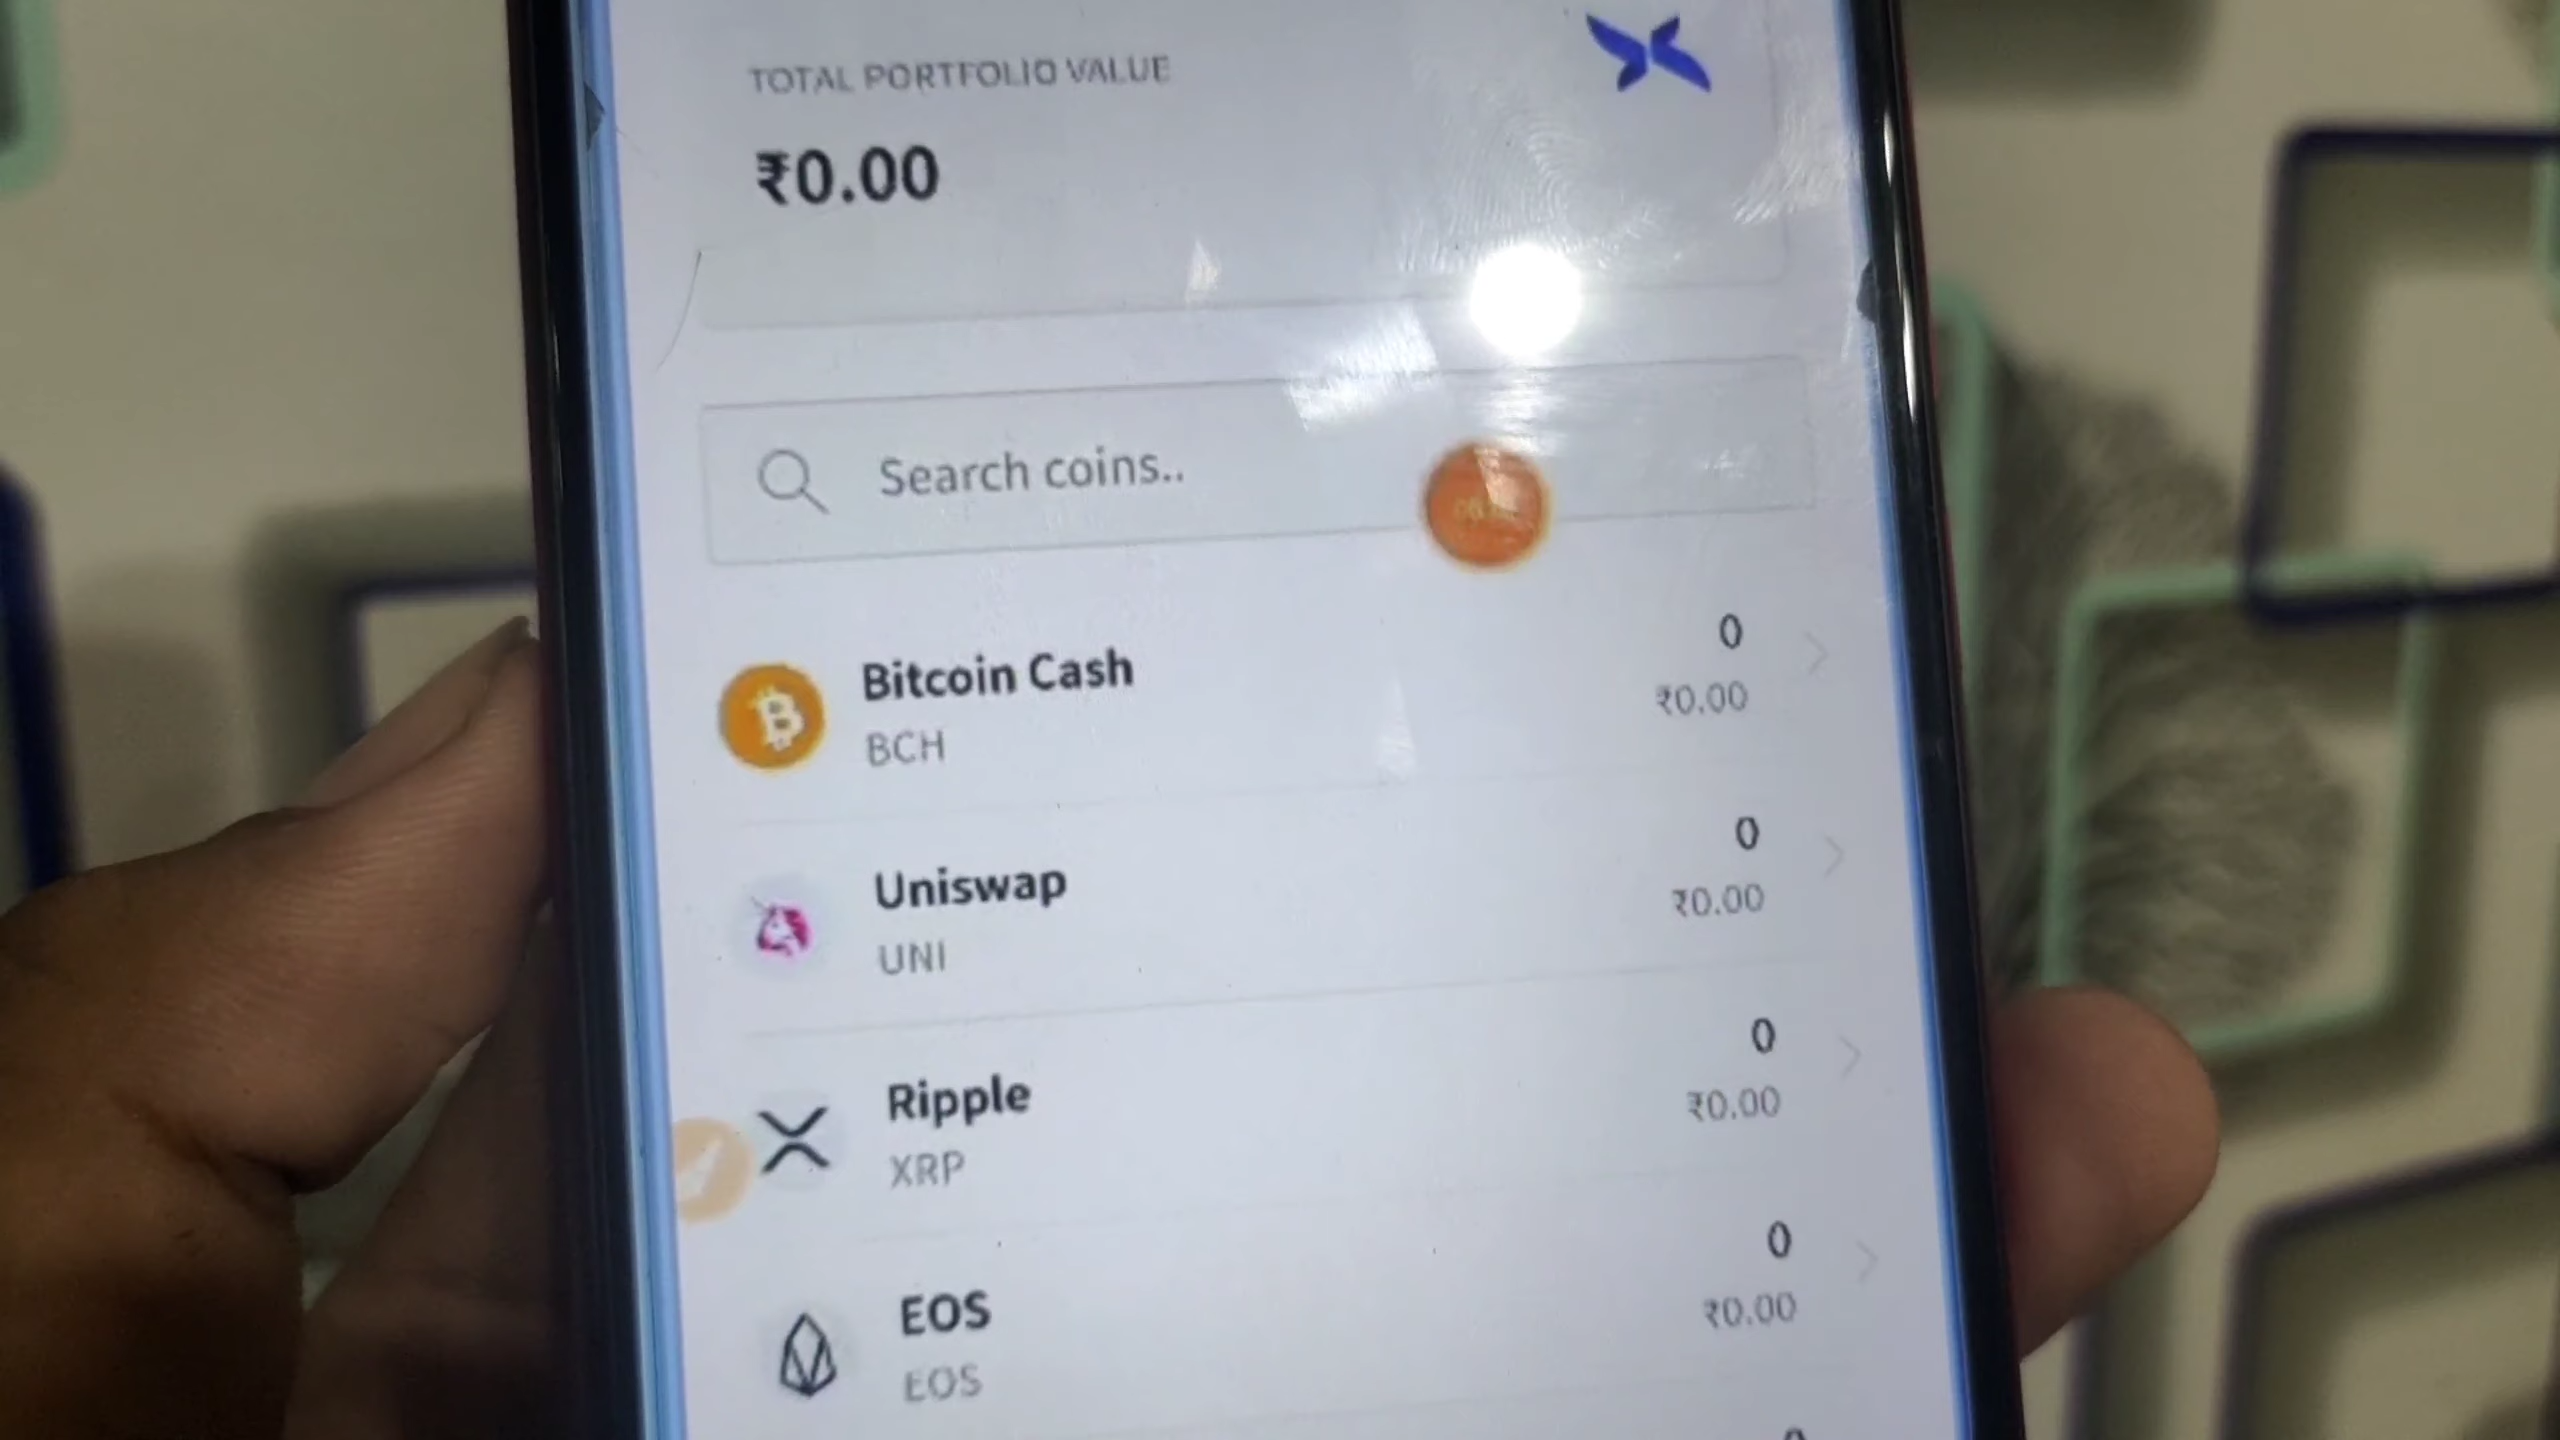 TOTAL PORTFOLIO VALUE
₹0.00
Search coins..
Bitcoin Cash
0
BCH
₹0.00
Uniswap
0
UNI
₹0.00
Ripple
0
XRP
₹0.00
EOS
0
EOS
₹0.00